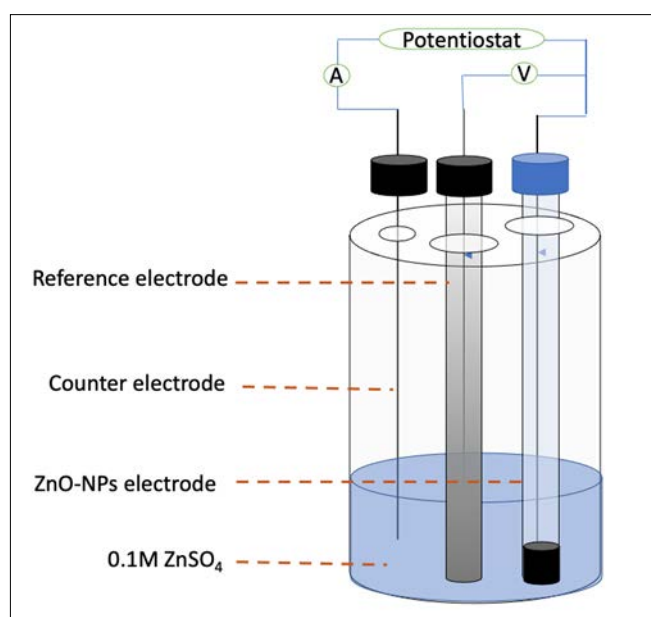 Potentiostat
A
V
Reference electrode
Counter electrode
ZnO-NPs electrode
0.1M ZnSO₄